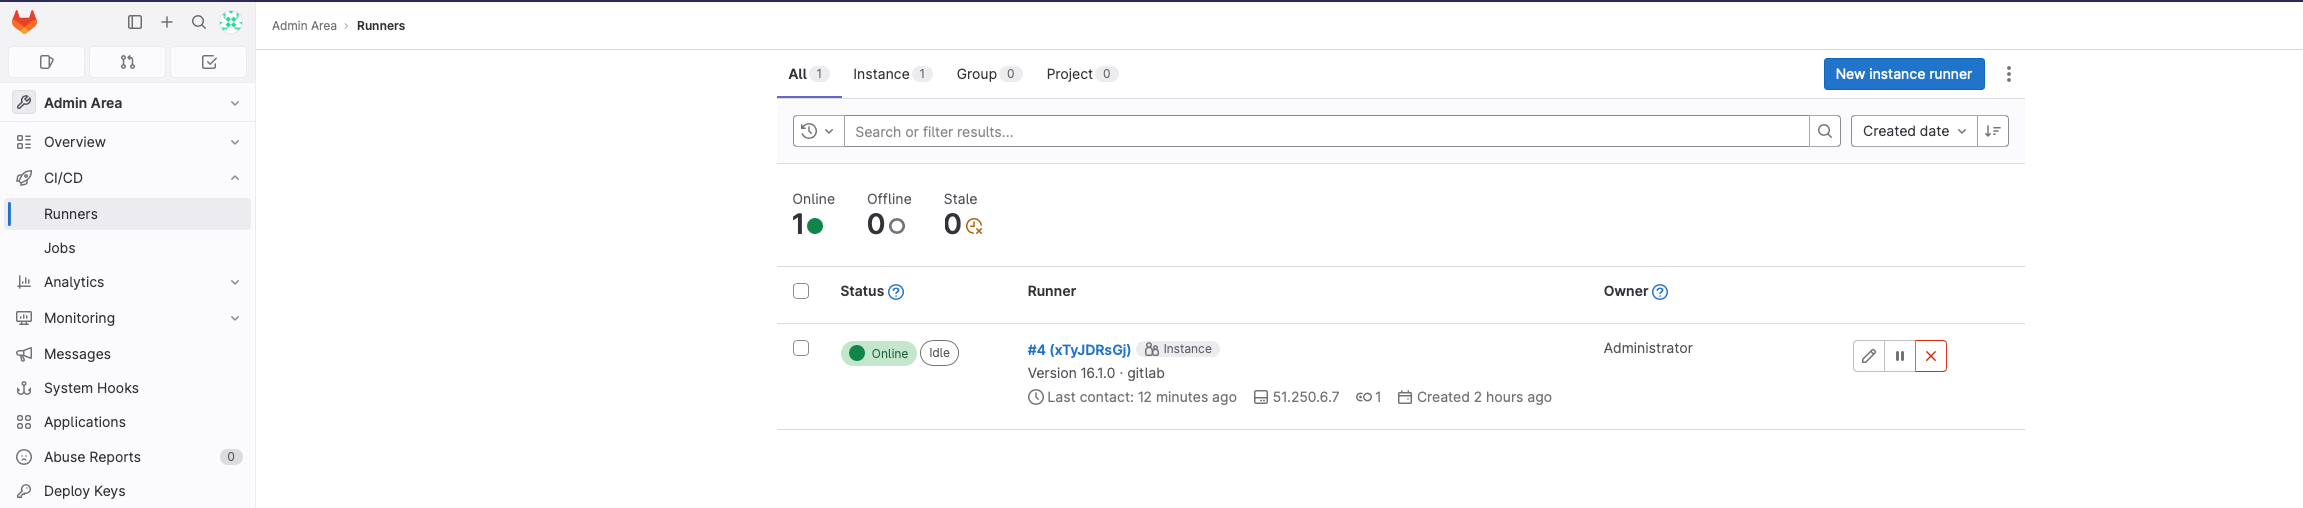 Admin Area › Runners
Admin Area
Overview
CI/CD
Runners
Jobs
Analytics
Monitoring
Messages
System Hooks
Applications
Abuse Reports 0
Deploy Keys
All 1 Instance 1 Group 0 Project 0 New instance runner
Search or filter results... Created date
Online Offline Stale
1 0 0
Status Runner Owner
Online Idle #4 (xTyJDRsGj) Instance Administrator
Version 16.1.0 · gitlab
Last contact: 12 minutes ago 51.250.6.7 1 Created 2 hours ago